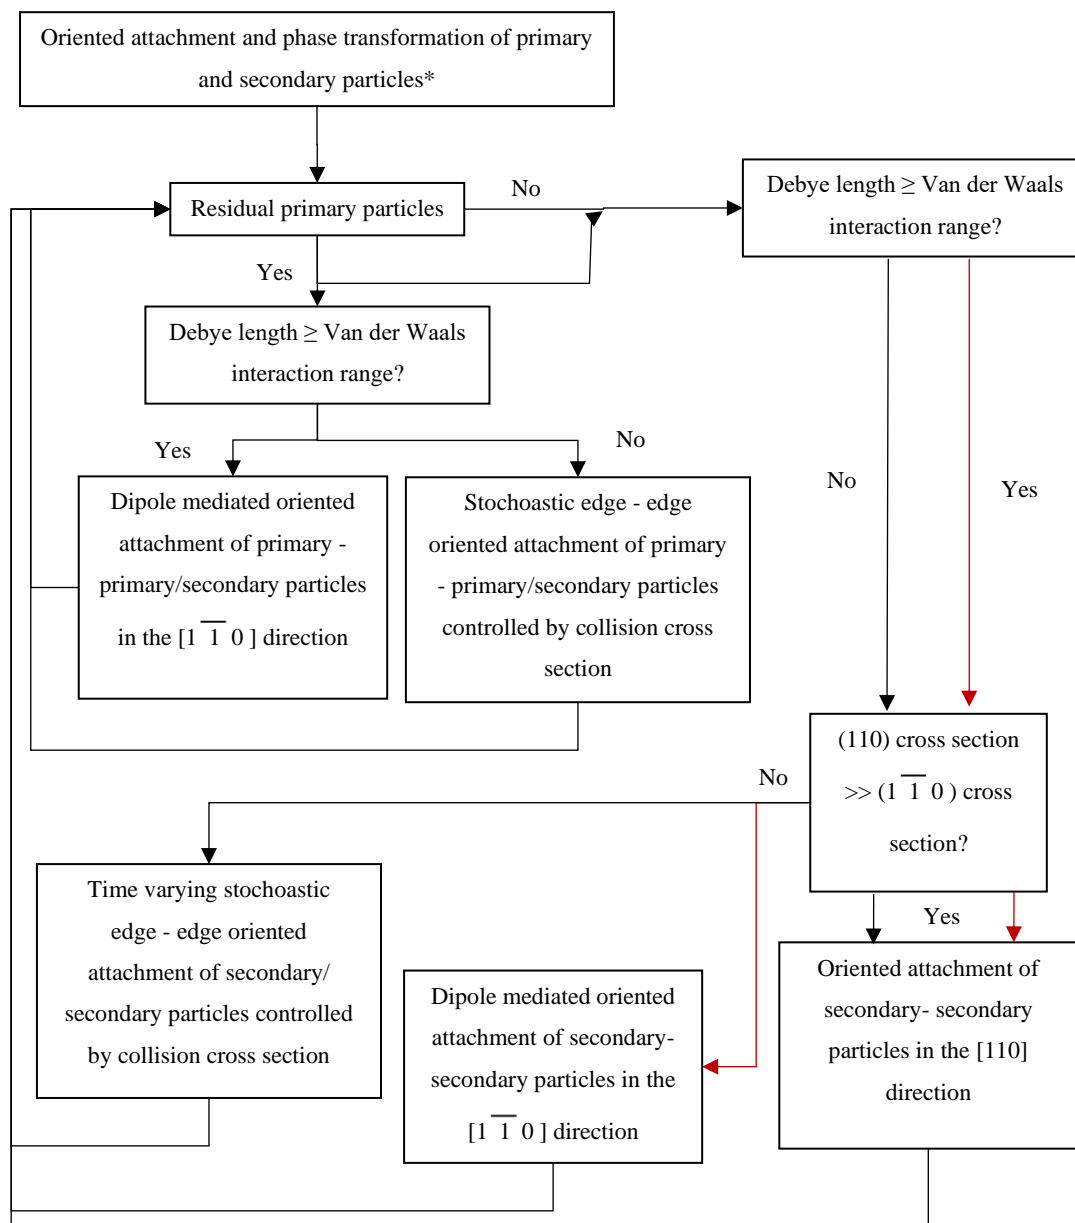 Oriented attachment and phase transformation of primary
and secondary particles*
Residual primary particles
No
Debye length ≥ Van der Waals
interaction range?
Yes
Debye length ≥ Van der Waals
interaction range?
Yes
No
No
Yes
Dipole mediated oriented
attachment of primary -
primary/secondary particles
in the [1 1̅ 0 ] direction
Stochoastic edge - edge
oriented attachment of primary
- primary/secondary particles
controlled by collision cross
section
(110) cross section
>> (1 1̅ 0 ) cross
section?
No
Yes
Time varying stochoastic
edge - edge oriented
attachment of secondary/
secondary particles controlled
by collision cross section
Dipole mediated oriented
attachment of secondary-
secondary particles in the
[1 1̅ 0 ] direction
Oriented attachment of
secondary- secondary
particles in the [110]
direction